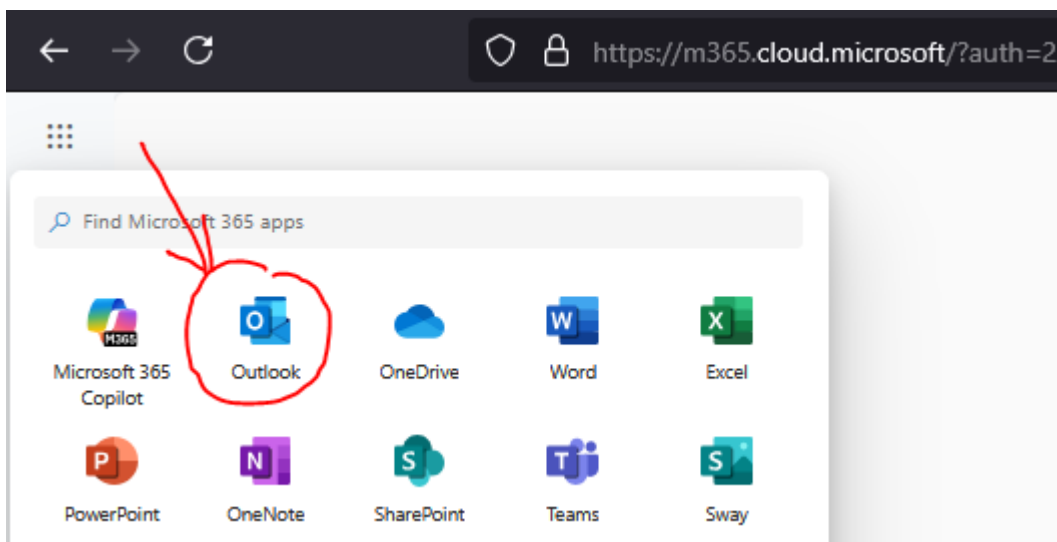 https://m365.cloud.microsoft/?auth=2
Find Microsoft 365 apps
M365
Microsoft 365
Copilot
Outlook
OneDrive
Word
Excel
PowerPoint
OneNote
SharePoint
Teams
Sway